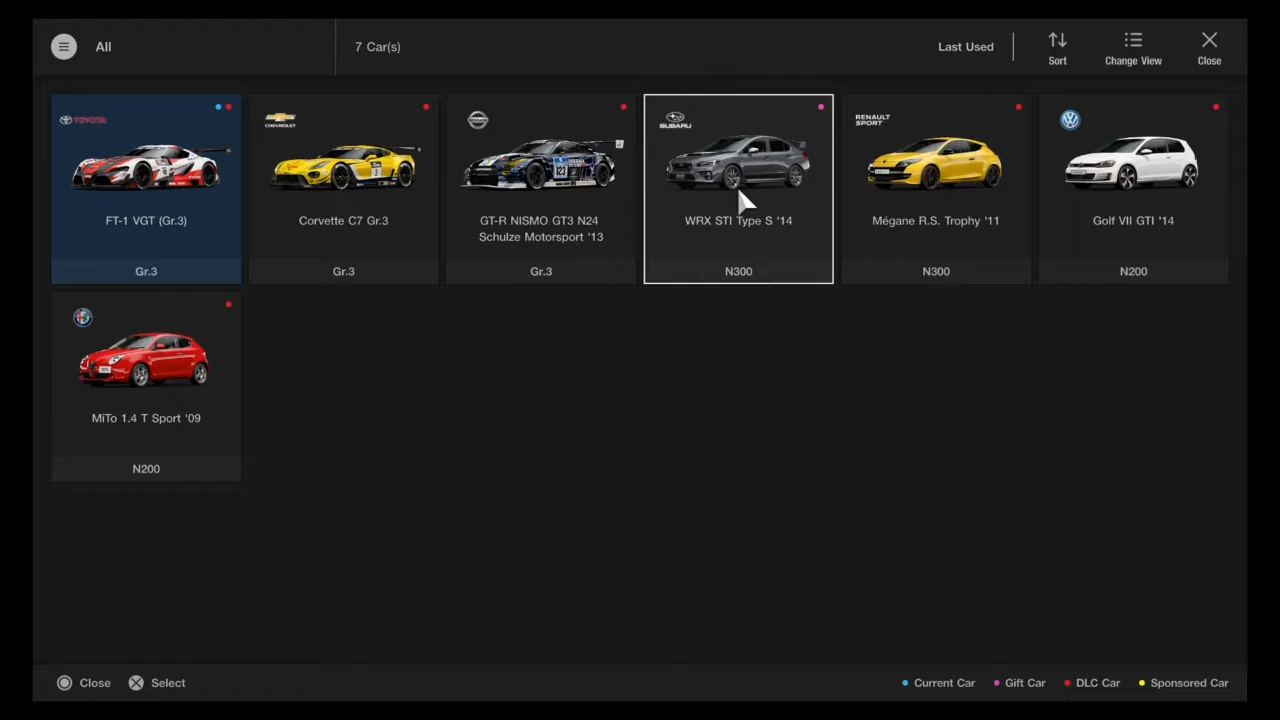 All
7 Car(s)
Last Used
Sort
Change View
Close
TOYOTA
FT-1 VGT (Gr.3)
Gr.3
CHEVROLET
Corvette C7 Gr.3
Gr.3
GT-R NISMO GT3 N24
Schulze Motorsport '13
Gr.3
SUBARU
WRX STI Type S '14
N300
RENAULT
SPORT
Mégane R.S. Trophy '11
N300
Golf VII GTI '14
N200
MiTo 1.4 T Sport '09
N200
Close
Select
Current Car
Gift Car
DLC Car
Sponsored Car